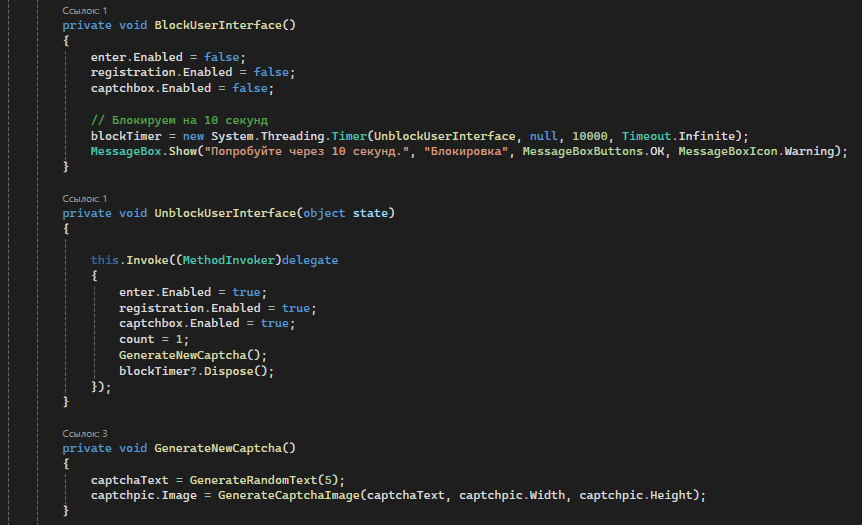 Ссылок: 1
private void BlockUserInterface()
{
enter.Enabled = false;
registration.Enabled = false;
captchbox.Enabled = false;
// Блокируем на 10 секунд
blockTimer = new System.Threading.Timer(UnblockUserInterface, null, 10000, Timeout.Infinite);
MessageBox.Show("Попробуйте через 10 секунд.", "Блокировка", MessageBoxButtons.OK, MessageBoxIcon.Warning);
}
Ссылок: 1
private void UnblockUserInterface(object state)
{
this.Invoke((MethodInvoker)delegate
{
enter.Enabled = true;
registration.Enabled = true;
captchbox.Enabled = true;
count = 1;
GenerateNewCaptcha();
blockTimer?.Dispose();
});
}
Ссылок: 3
private void GenerateNewCaptcha()
{
captchaText = GenerateRandomText(5);
captchpic.Image = GenerateCaptchaImage(captchaText, captchpic.Width, captchpic.Height);
}